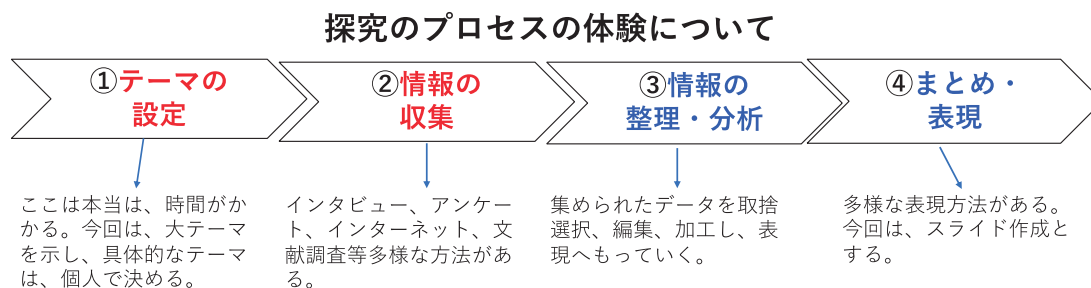 探究のプロセスの体験について
①テーマの
設定
②情報の
収集
③情報の
整理・分析
④まとめ・
表現
ここは本当は、時間がか
かる。今回は、大テーマ
を示し、具体的なテーマ
は、個人で決める。
インタビュー、アンケー
ト、インターネット、文
献調査等多様な方法があ
る。
集められたデータを取捨
選択、編集、加工し、表
現へもっていく。
多様な表現方法がある。
今回は、スライド作成と
する。